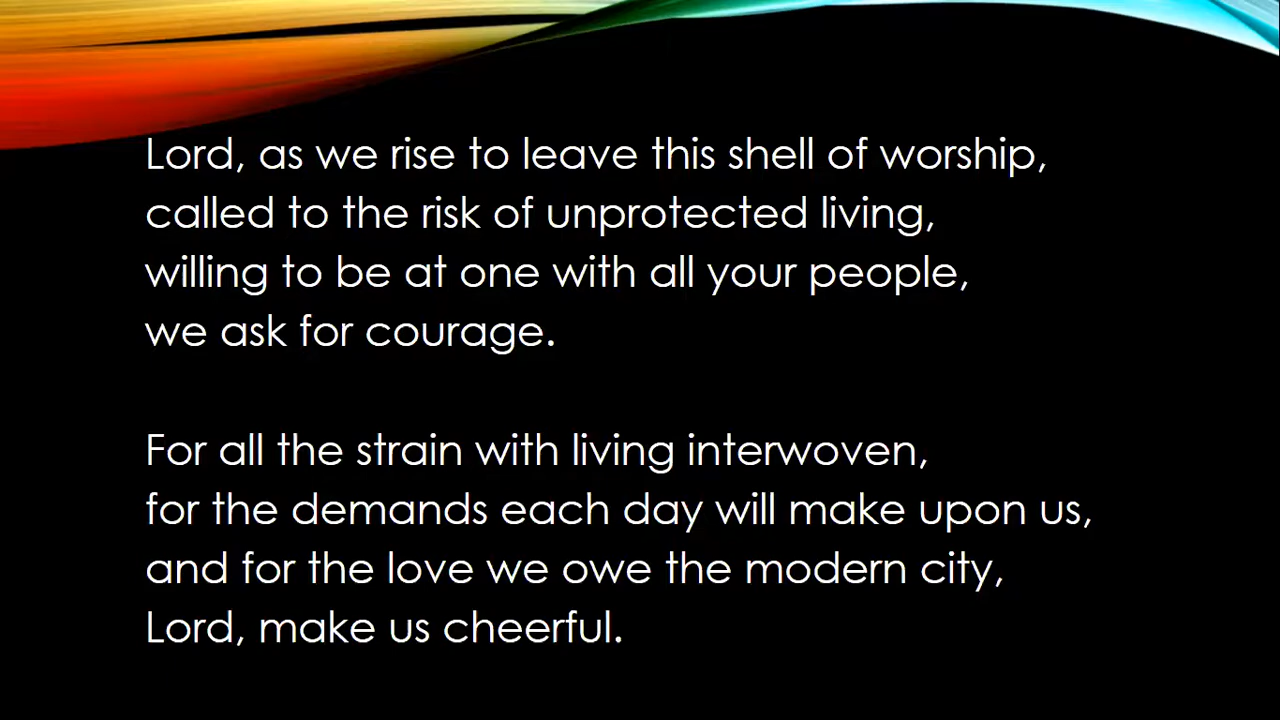 Lord, as we rise to leave this shell of worship,
called to the risk of unprotected living,
willing to be at one with all your people,
we ask for courage.
For all the strain with living interwoven,
for the demands each day will make upon us,
and for the love we owe the modern city,
Lord, make us cheerful.